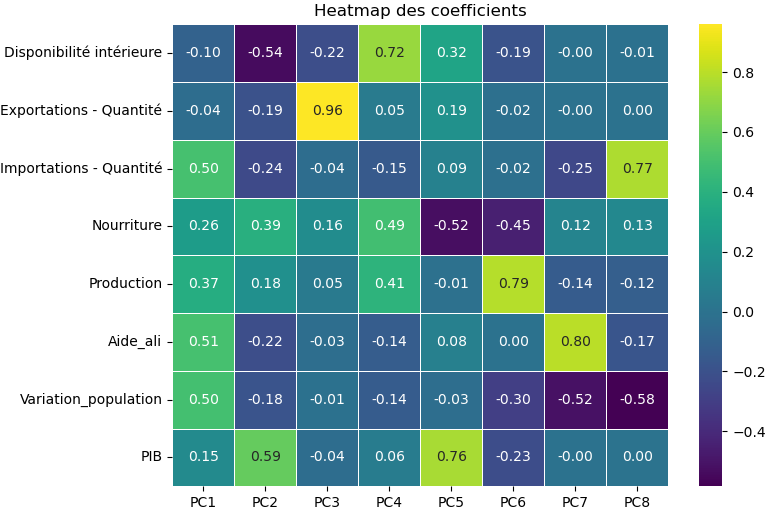 Heatmap des coefficients
Disponibilité intérieure -0.10 -0.54 -0.22 0.72 0.32 -0.19 -0.00 -0.01
Exportations - Quantité -0.04 -0.19 0.96 0.05 0.19 -0.02 -0.00 0.00
Importations - Quantité 0.50 -0.24 -0.04 -0.15 0.09 -0.02 -0.25 0.77
Nourriture 0.26 0.39 0.16 0.49 -0.52 -0.45 0.12 0.13
Production 0.37 0.18 0.05 0.41 -0.01 0.79 -0.14 -0.12
Aide_ali 0.51 -0.22 -0.03 -0.14 0.08 0.00 0.80 -0.17
Variation_population 0.50 -0.18 -0.01 -0.14 -0.03 -0.30 -0.52 -0.58
PIB 0.15 0.59 -0.04 0.06 0.76 -0.23 -0.00 0.00
PC1 PC2 PC3 PC4 PC5 PC6 PC7 PC8
0.8
0.6
0.4
0.2
0.0
−0.2
−0.4